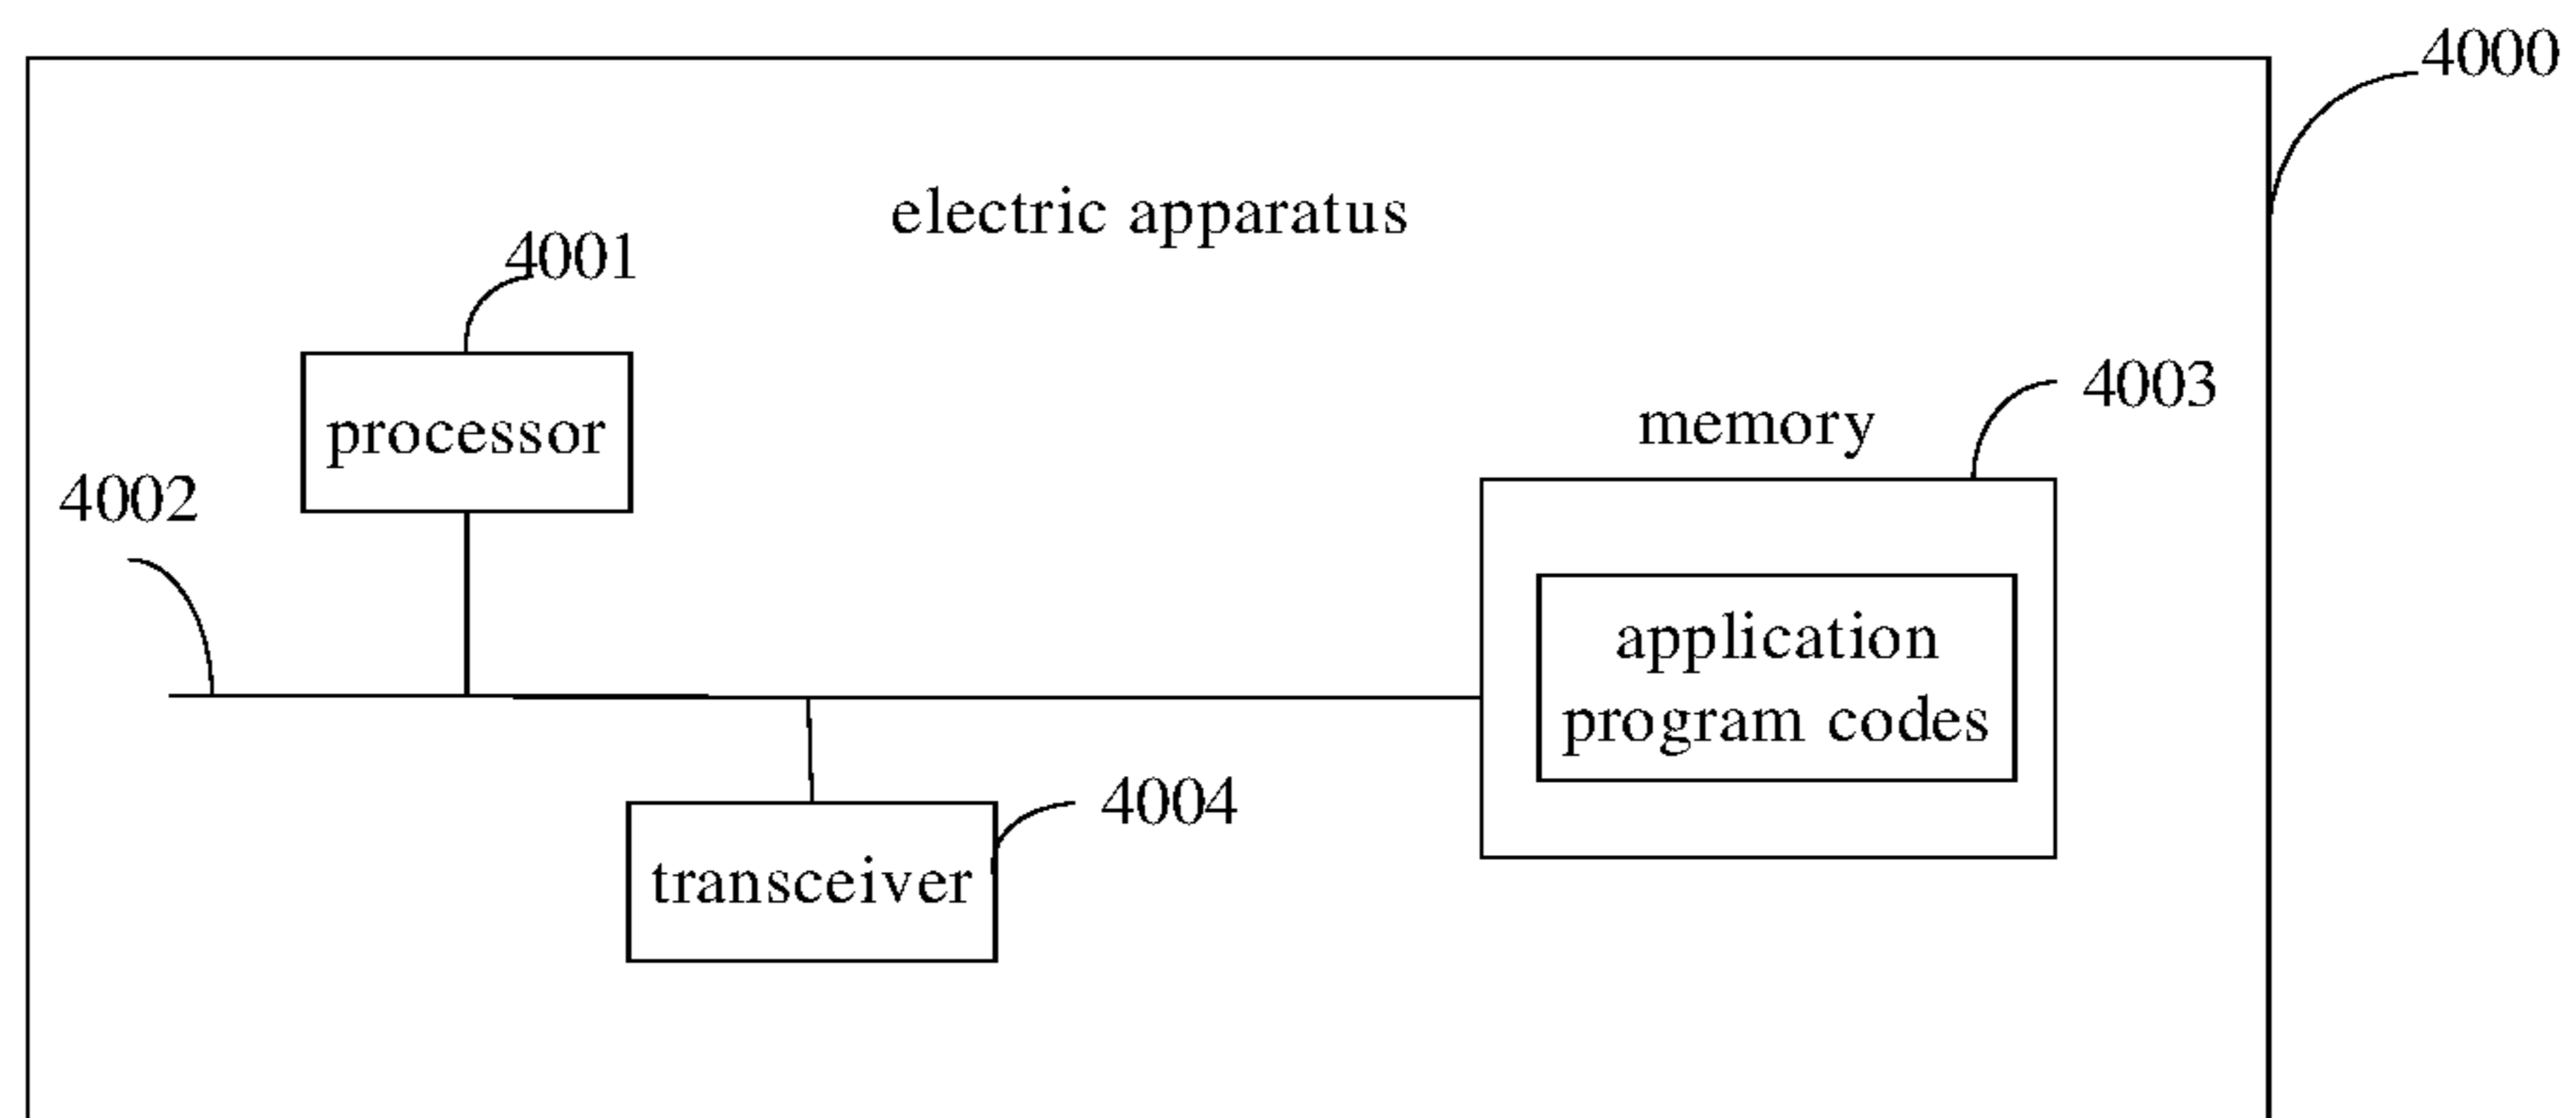 4000
electric apparatus
4001
processor
4003
memory
4002
application
program codes
4004
transceiver